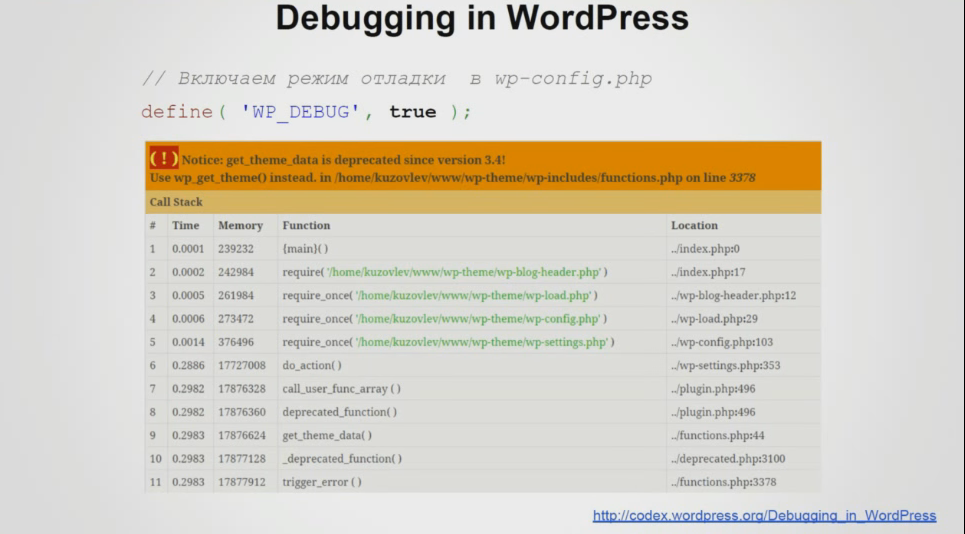 Debugging in WordPress
// Включаем режим отладки в wp-config.php
define( 'WP_DEBUG', true );
(!) Notice: get_theme_data is deprecated since version 3.4!
Use wp_get_theme() instead. in /home/kuzovlev/www/wp-theme/wp-includes/functions.php on line 3378
Call Stack
# Time Memory Function Location
1 0.0001 239232 {main}( ) ../index.php:0
2 0.0002 242984 require( '/home/kuzovlev/www/wp-theme/wp-blog-header.php' ) ../index.php:17
3 0.0005 261984 require_once( '/home/kuzovlev/www/wp-theme/wp-load.php' ) ../wp-blog-header.php:12
4 0.0006 273472 require_once( '/home/kuzovlev/www/wp-theme/wp-config.php' ) ../wp-load.php:29
5 0.0014 376496 require_once( '/home/kuzovlev/www/wp-theme/wp-settings.php' ) ../wp-config.php:103
6 0.2886 17727008 do_action( ) ../wp-settings.php:353
7 0.2982 17876328 call_user_func_array ( ) ../plugin.php:496
8 0.2982 17876360 deprecated_function( ) ../plugin.php:496
9 0.2983 17876624 get_theme_data( ) ../functions.php:44
10 0.2983 17877128 _deprecated_function( ) ../deprecated.php:3100
11 0.2983 17877912 trigger_error ( ) ../functions.php:3378
http://codex.wordpress.org/Debugging_in_WordPress